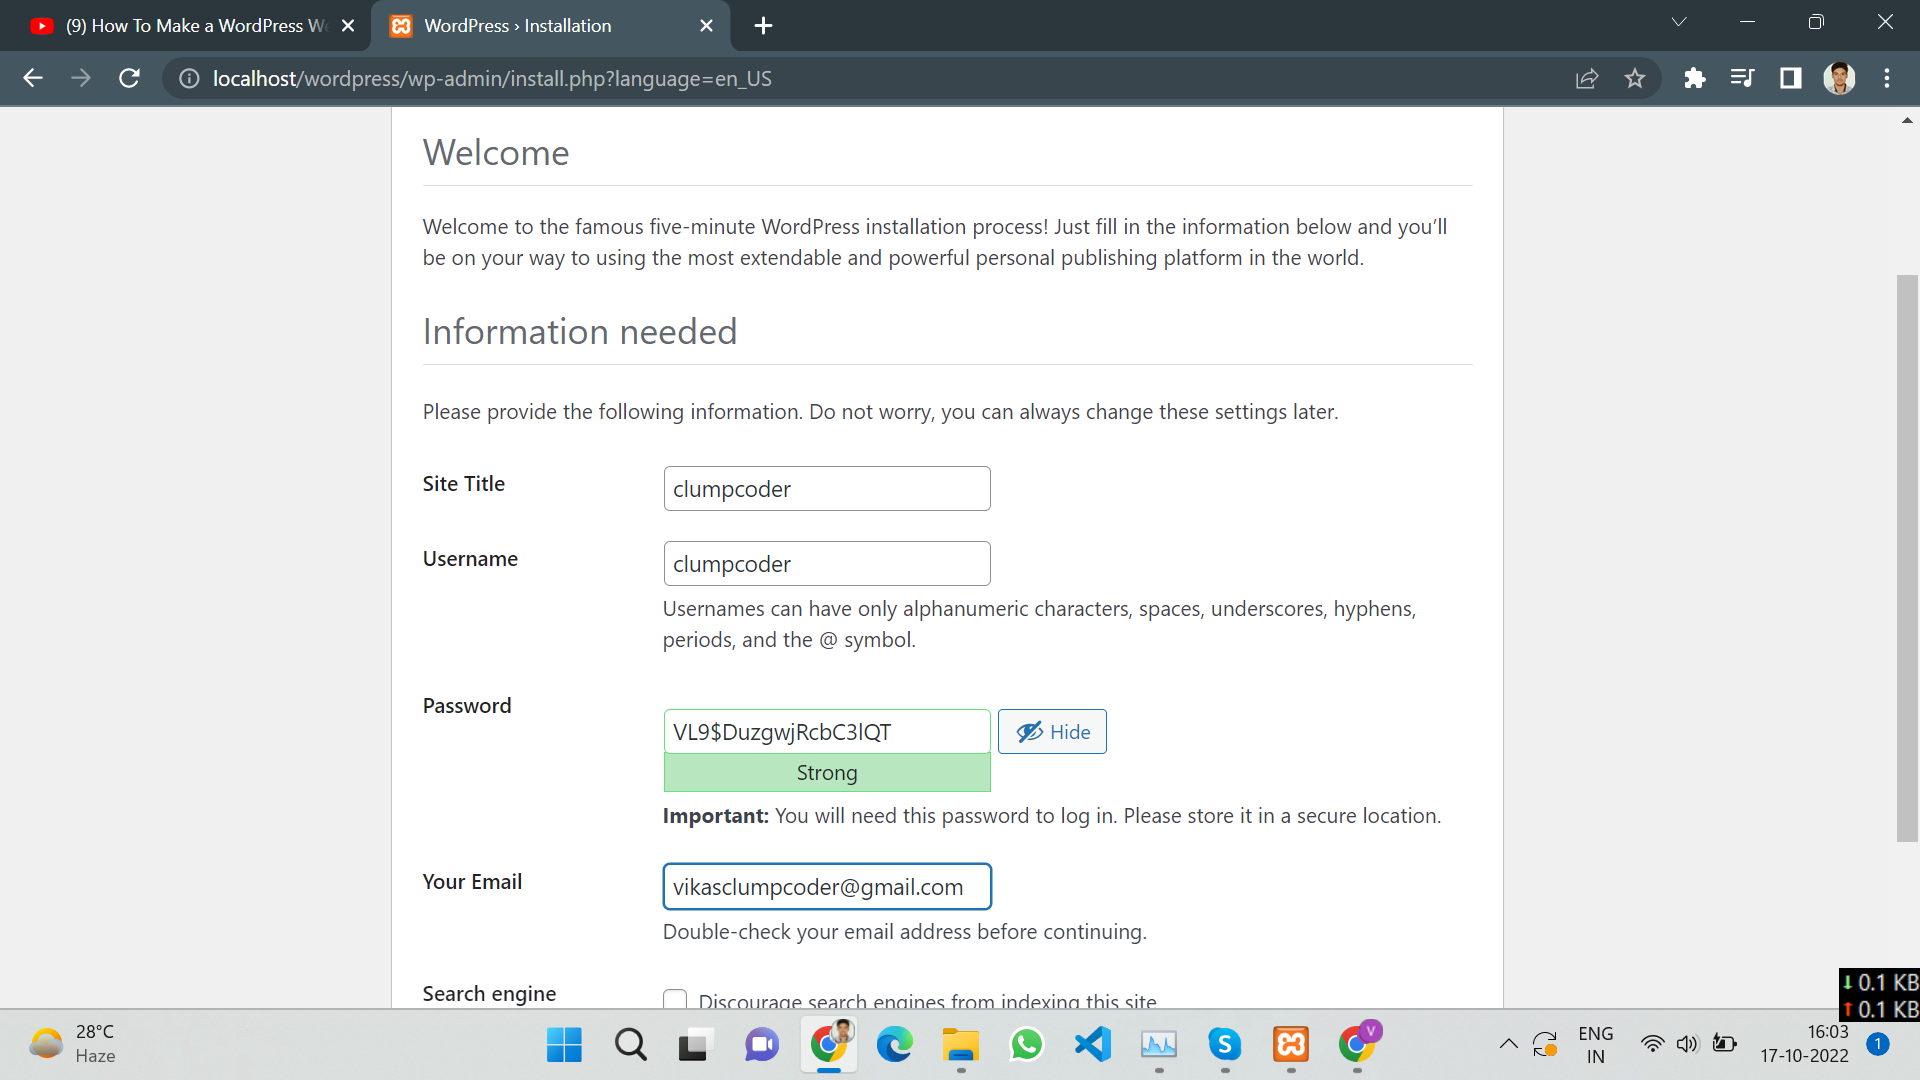 (9) How To Make a WordPress We
WordPress › Installation
localhost/wordpress/wp-admin/install.php?language=en_US
Welcome
Welcome to the famous five-minute WordPress installation process! Just fill in the information below and you’ll
be on your way to using the most extendable and powerful personal publishing platform in the world.
Information needed
Please provide the following information. Do not worry, you can always change these settings later.
Site Title
clumpcoder
Username
clumpcoder
Usernames can have only alphanumeric characters, spaces, underscores, hyphens,
periods, and the @ symbol.
Password
VL9$DuzgwjRcbC3lQT
Hide
Strong
Important: You will need this password to log in. Please store it in a secure location.
Your Email
vikasclumpcoder@gmail.com
Double-check your email address before continuing.
Search engine
Discourage search engines from indexing this site
↓ 0.1 KB
↑ 0.1 KB
28°C
Haze
V
ENG
IN
16:03
17-10-2022
1